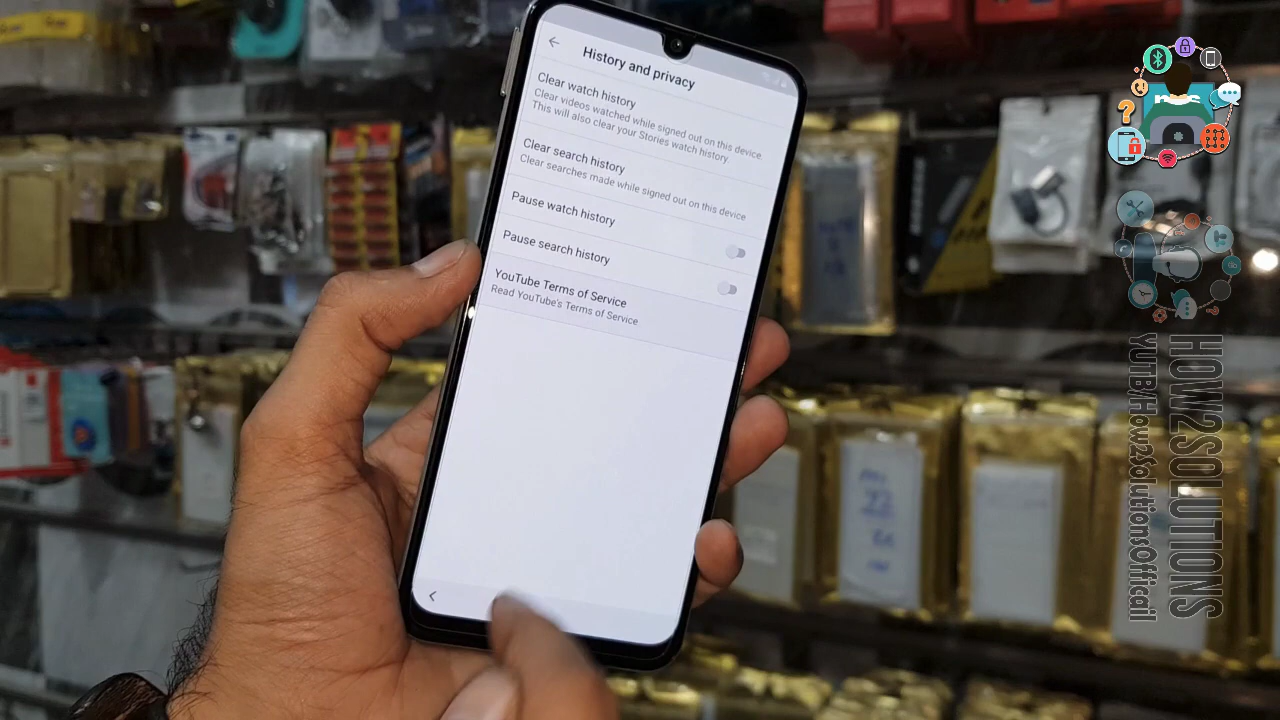 History and privacy
Clear watch history
Clear videos watched while signed out on this device.
This will also clear your Stories watch history.
Clear search history
Clear searches made while signed out on this device
Pause watch history
Pause search history
YouTube Terms of Service
Read YouTube's Terms of Service
HOW2SOLUTIONS
YUTB/How2SolutionsOfficail